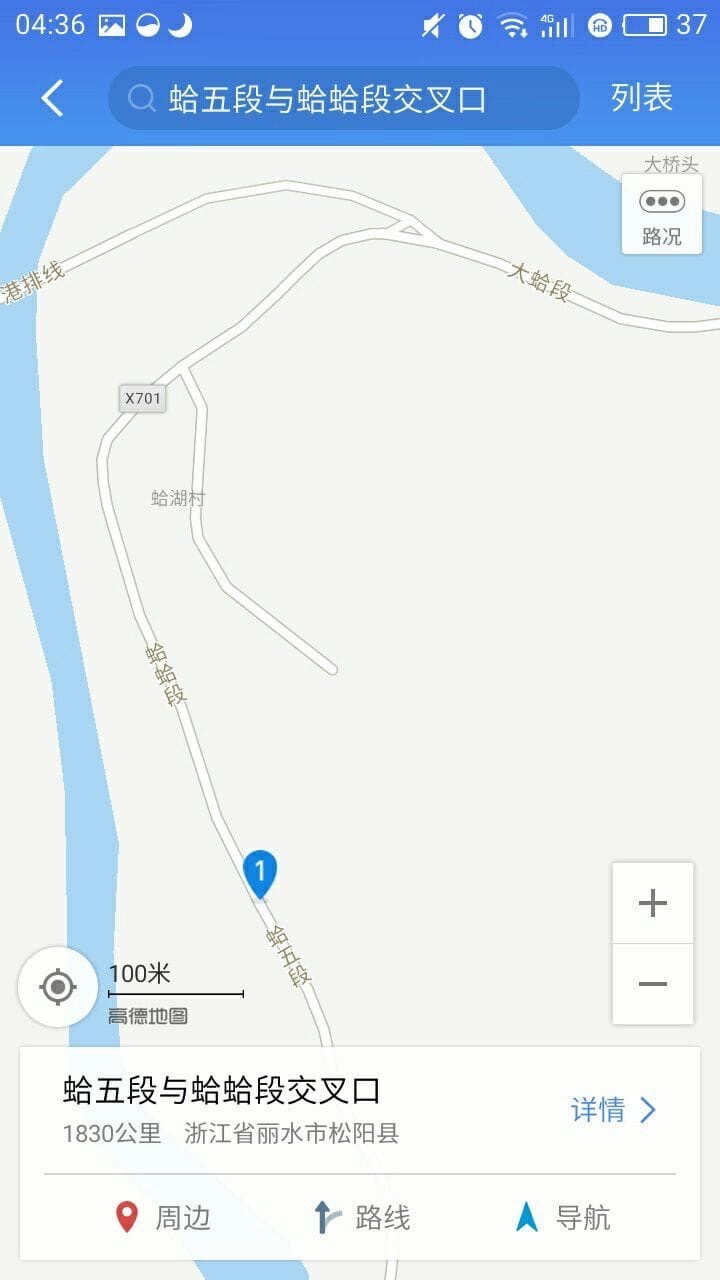 04:36 4G HD 37
蛤五段与蛤蛤段交叉口 列表
大桥头
路况
港排线
大蛤段
X701
蛤湖村
蛤蛤段
1
蛤五段
100米
高德地图
蛤五段与蛤蛤段交叉口
详情
1830公里 浙江省丽水市松阳县
周边 路线 导航